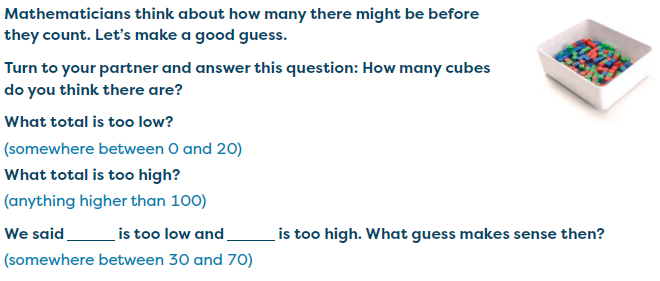 Mathematicians think about how many there might be before
they count. Let's make a good guess.
Turn to your partner and answer this question: How many cubes
do you think there are?
What total is too low?
(somewhere between 0 and 20)
What total is too high?
(anything higher than 100)
We said ______ is too low and ______ is too high. What guess makes sense then?
(somewhere between 30 and 70)